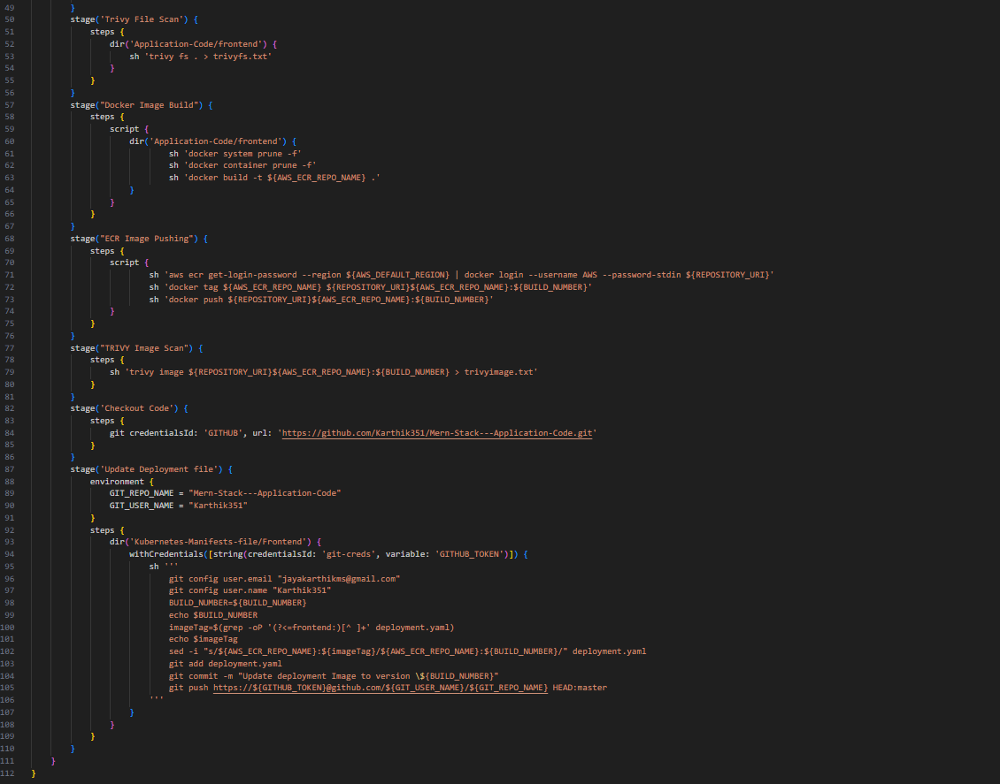 49 }
50 stage('Trivy File Scan') {
51 steps {
52 dir('Application-Code/frontend') {
53 sh 'trivy fs . > trivyfs.txt'
54 }
55 }
56 }
57 stage("Docker Image Build") {
58 steps {
59 script {
60 dir('Application-Code/frontend') {
61 sh 'docker system prune -f'
62 sh 'docker container prune -f'
63 sh 'docker build -t ${AWS_ECR_REPO_NAME} .'
64 }
65 }
66 }
67 }
68 stage("ECR Image Pushing") {
69 steps {
70 script {
71 sh 'aws ecr get-login-password --region ${AWS_DEFAULT_REGION} | docker login --username AWS --password-stdin ${REPOSITORY_URI}'
72 sh 'docker tag ${AWS_ECR_REPO_NAME} ${REPOSITORY_URI}${AWS_ECR_REPO_NAME}:${BUILD_NUMBER}'
73 sh 'docker push ${REPOSITORY_URI}${AWS_ECR_REPO_NAME}:${BUILD_NUMBER}'
74 }
75 }
76 }
77 stage("TRIVY Image Scan") {
78 steps {
79 sh 'trivy image ${REPOSITORY_URI}${AWS_ECR_REPO_NAME}:${BUILD_NUMBER} > trivyimage.txt'
80 }
81 }
82 stage('Checkout Code') {
83 steps {
84 git credentialsId: 'GITHUB', url: 'https://github.com/Karthik351/Mern-Stack---Application-Code.git'
85 }
86 }
87 stage('Update Deployment file') {
88 environment {
89 GIT_REPO_NAME = "Mern-Stack---Application-Code"
90 GIT_USER_NAME = "Karthik351"
91 }
92 steps {
93 dir('Kubernetes-Manifests-file/Frontend') {
94 withCredentials([string(credentialsId: 'git-creds', variable: 'GITHUB_TOKEN')]) {
95 sh '''
96 git config user.email "jayakarthikms@gmail.com"
97 git config user.name "Karthik351"
98 BUILD_NUMBER=${BUILD_NUMBER}
99 echo $BUILD_NUMBER
100 imageTag=$(grep -oP '(?<=frontend:)[^ ]+' deployment.yaml)
101 echo $imageTag
102 sed -i "s/${AWS_ECR_REPO_NAME}:${imageTag}/${AWS_ECR_REPO_NAME}:${BUILD_NUMBER}/" deployment.yaml
103 git add deployment.yaml
104 git commit -m "Update deployment Image to version \${BUILD_NUMBER}"
105 git push https://${GITHUB_TOKEN}@github.com/${GIT_USER_NAME}/${GIT_REPO_NAME} HEAD:master
106 '''
107 }
108 }
109 }
110 }
111 }
112 }